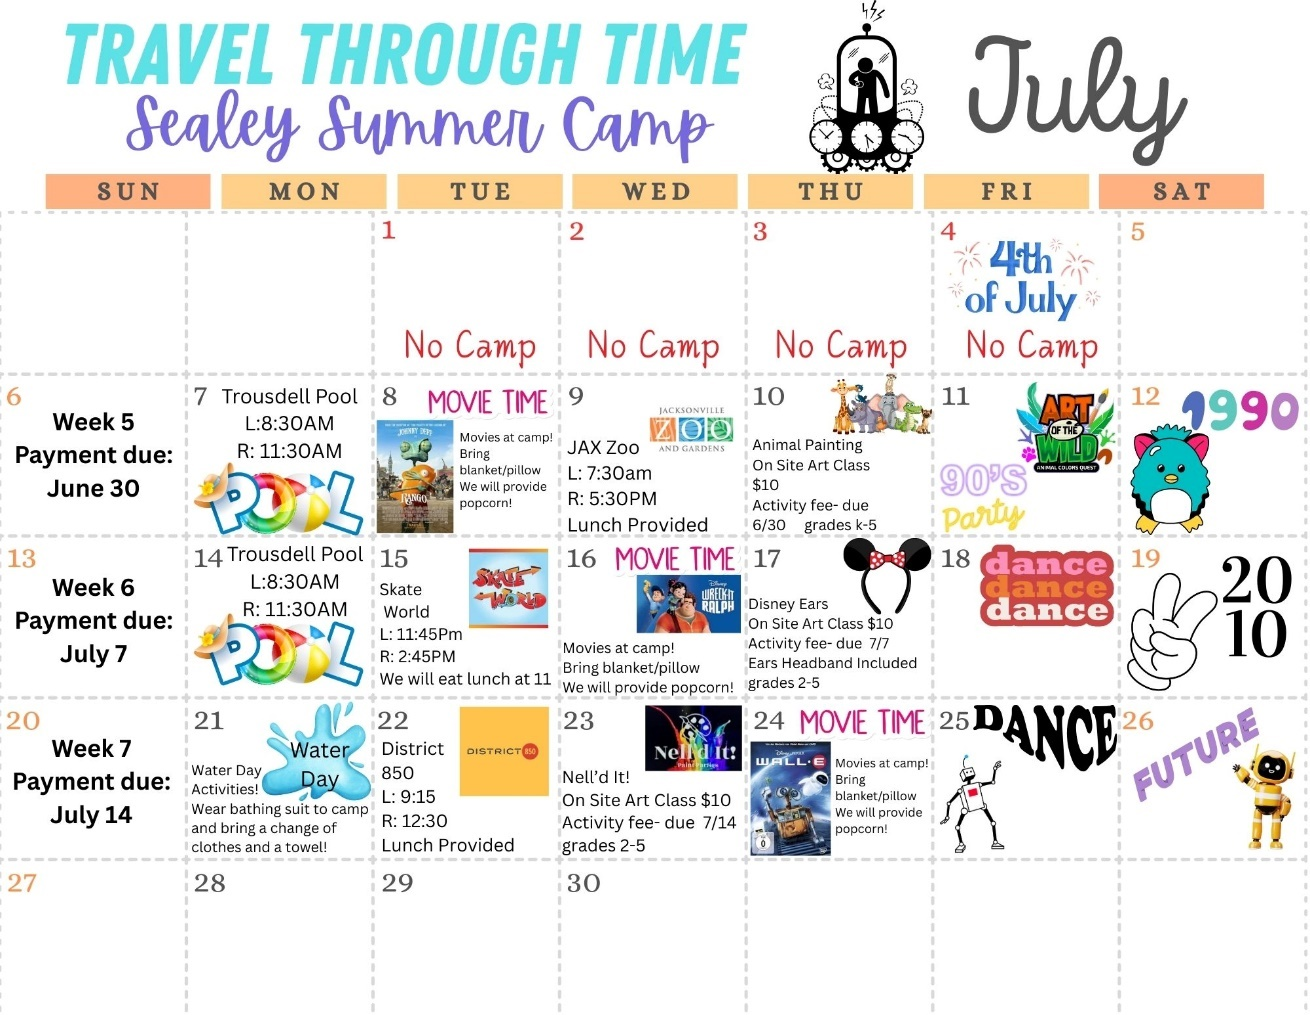 TRAVEL THROUGH TIME
Sealey Summer Camp
July
SUN MON TUE WED THU FRI SAT
1
No Camp
2
No Camp
3
No Camp
4
4th
of July
No Camp
5
6
Week 5
Payment due:
June 30
7
Trousdell Pool
L:8:30AM
R: 11:30AM
POOL
8
MOVIE TIME
JOHNNY DEPP
RANGO
Movies at camp!
Bring
blanket/pillow
We will provide
popcorn!
9
JACKSONVILLE
ZOO
AND GARDENS
JAX Zoo
L: 7:30am
R: 5:30PM
Lunch Provided
10
Animal Painting
On Site Art Class
$10
Activity fee- due
6/30 grades k-5
11
ART
OF THE
WILD
ANIMAL COLORS QUEST
90'S
Party
12
1990
13
Week 6
Payment due:
July 7
14
Trousdell Pool
L:8:30AM
R: 11:30AM
POOL
15
SKATE
WORLD
Skate
World
L: 11:45Pm
R: 2:45PM
We will eat lunch at 11
16
MOVIE TIME
Disney
WRECK-IT
RALPH
Movies at camp!
Bring blanket/pillow
We will provide popcorn!
17
Disney Ears
On Site Art Class $10
Activity fee- due 7/7
Ears Headband Included
grades 2-5
18
dance
dance
dance
19
20
10
20
Week 7
Payment due:
July 14
21
Water
Day
Water Day
Activities!
Wear bathing suit to camp
and bring a change of
clothes and a towel!
22
DISTRICT 850
District
850
L: 9:15
R: 12:30
Lunch Provided
23
Nell'd It!
Nell'd It!
On Site Art Class $10
Activity fee- due 7/14
grades 2-5
24
MOVIE TIME
WALL·E
Movies at camp!
Bring
blanket/pillow
We will provide
popcorn!
25
DANCE
26
FUTURE
27
28
29
30